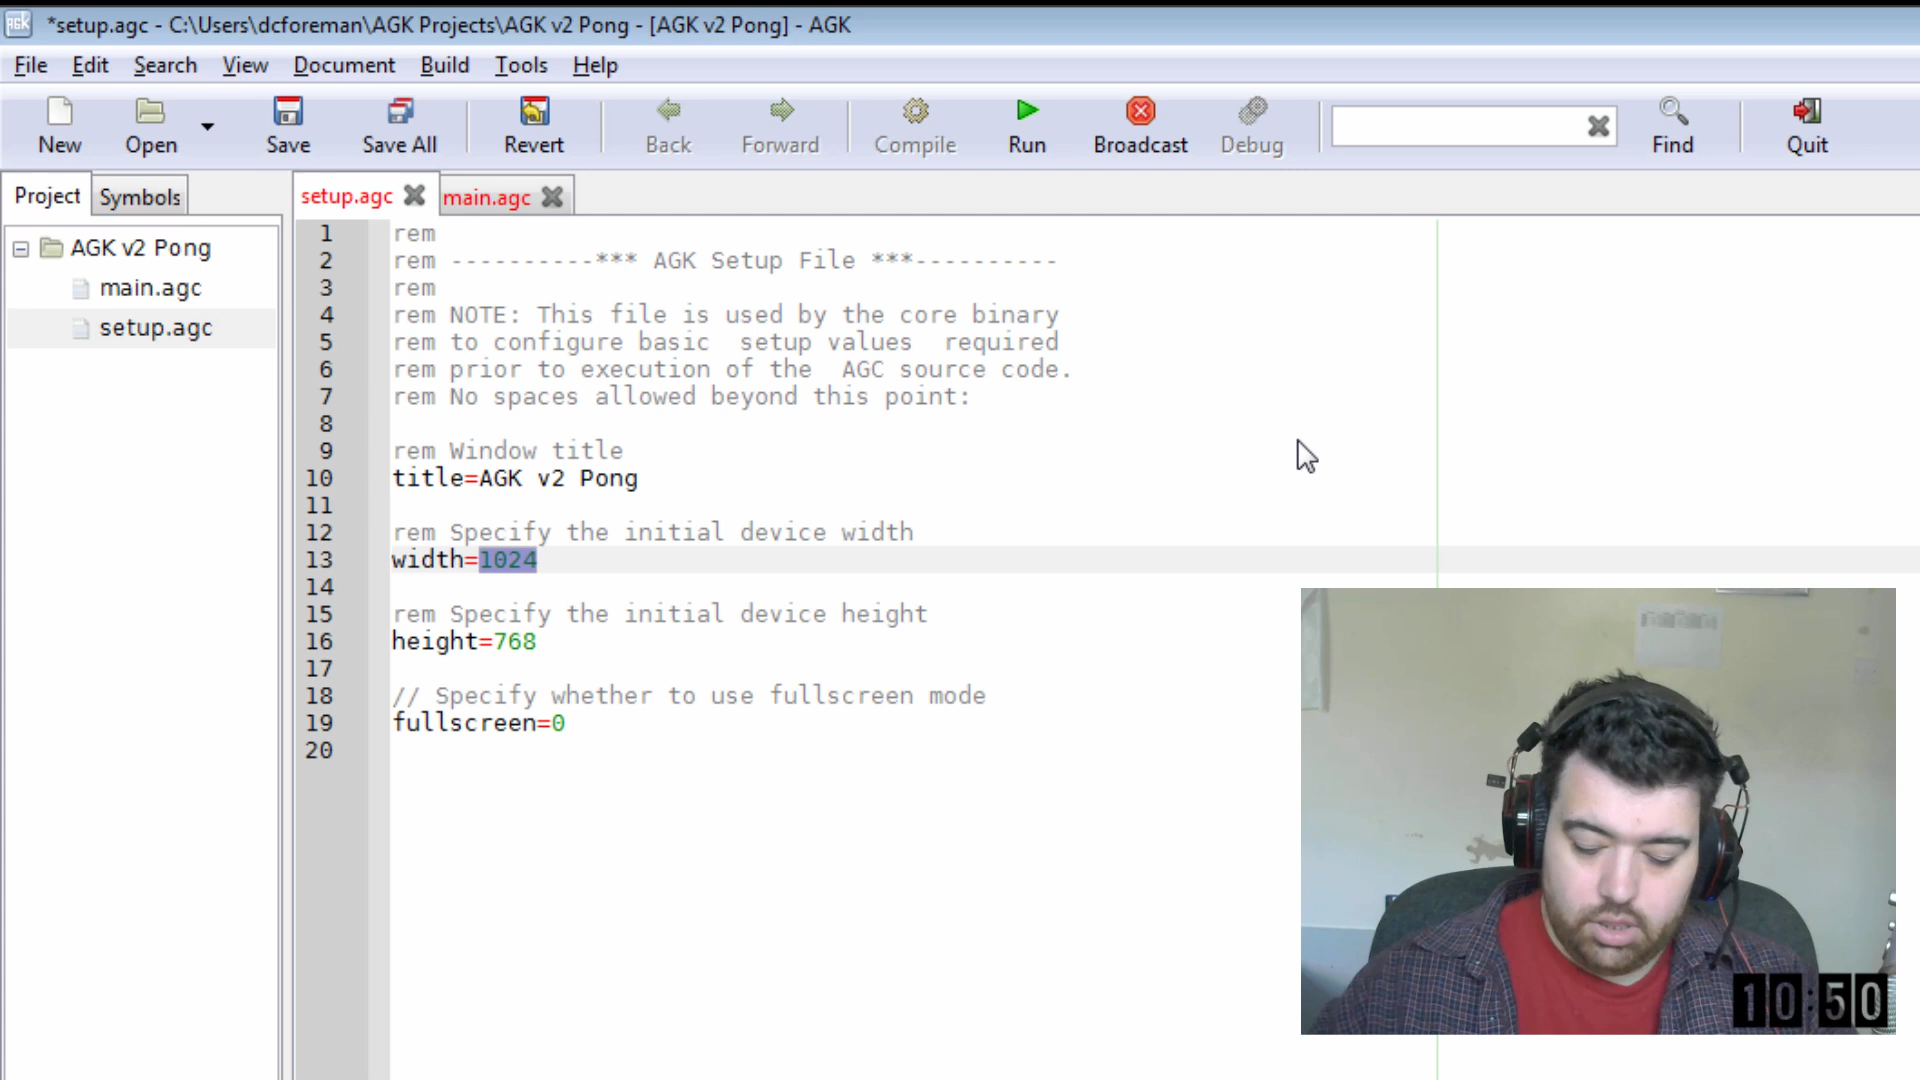 *setup.agc - C:\Users\dcforeman\AGK Projects\AGK v2 Pong - [AGK v2 Pong] - AGK
File Edit Search View Document Build Tools Help
New Open Save Save All Revert Back Forward Compile Run Broadcast Debug Find Quit
Project Symbols
setup.agc main.agc
AGK v2 Pong
main.agc
setup.agc
1 rem
2 rem ----------*** AGK Setup File ***----------
3 rem
4 rem NOTE: This file is used by the core binary
5 rem to configure basic  setup values  required
6 rem prior to execution of the  AGC source code.
7 rem No spaces allowed beyond this point:
8
9 rem Window title
10 title=AGK v2 Pong
11
12 rem Specify the initial device width
13 width=1024
14
15 rem Specify the initial device height
16 height=768
17
18 // Specify whether to use fullscreen mode
19 fullscreen=0
20
10:50